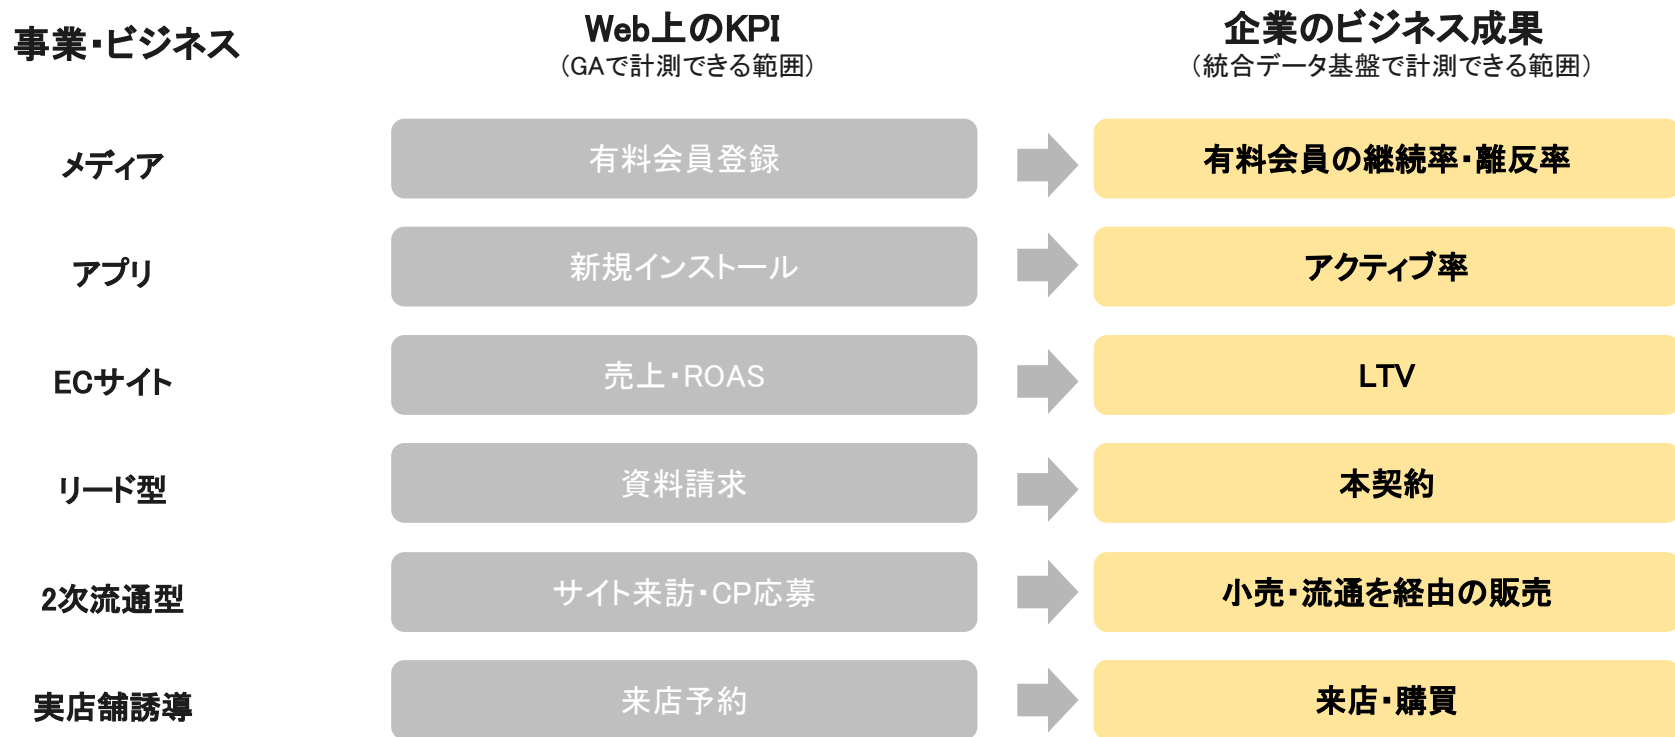 事業・ビジネス
Web上のKPI
（GAで計測できる範囲）
企業のビジネス成果
（統合データ基盤で計測できる範囲）
メディア
有料会員登録
有料会員の継続率・離反率
アプリ
新規インストール
アクティブ率
ECサイト
売上・ROAS
LTV
リード型
資料請求
本契約
2次流通型
サイト来訪・CP応募
小売・流通を経由の販売
実店舗誘導
来店予約
来店・購買